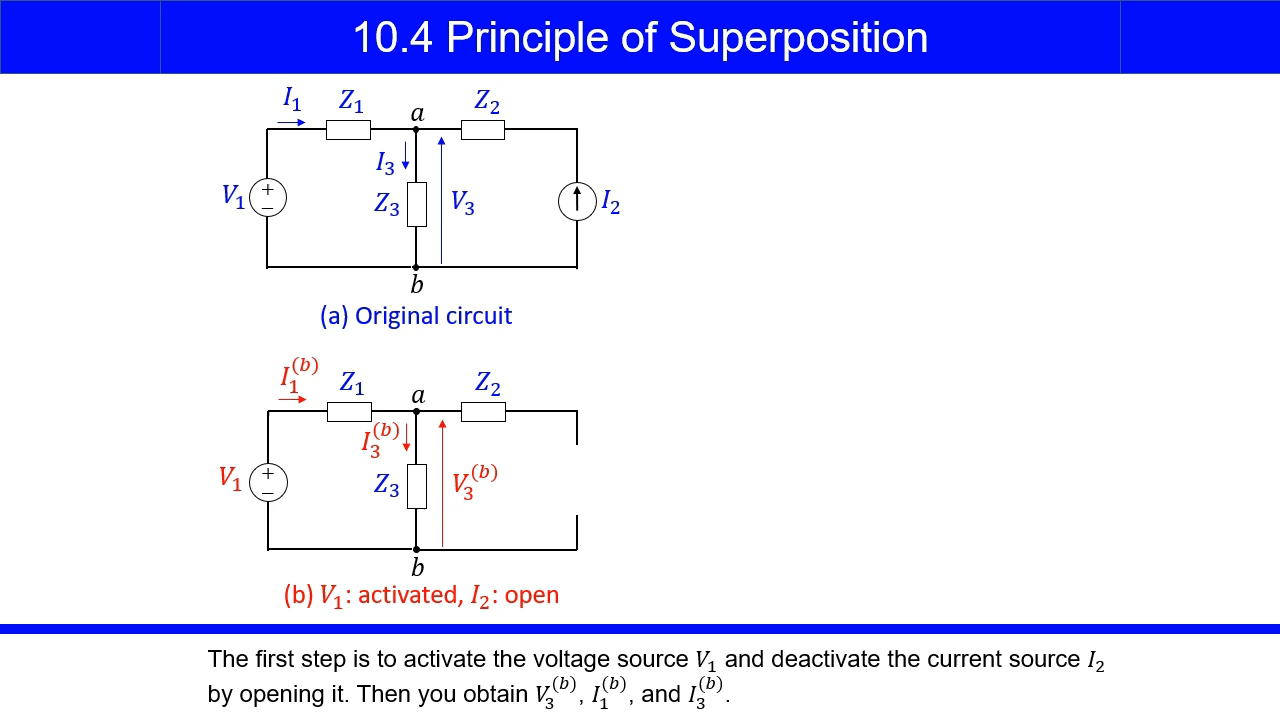 10.4 Principle of Superposition
I₁ Z₁ a Z₂
I₃
V₁ + − Z₃ V₃ I₂
b
(a) Original circuit
I₁⁽ᵇ⁾ Z₁ a Z₂
I₃⁽ᵇ⁾
V₁ + − Z₃ V₃⁽ᵇ⁾
b
(b) V₁: activated, I₂: open
The first step is to activate the voltage source V₁ and deactivate the current source I₂
by opening it. Then you obtain V₃⁽ᵇ⁾, I₁⁽ᵇ⁾, and I₃⁽ᵇ⁾.